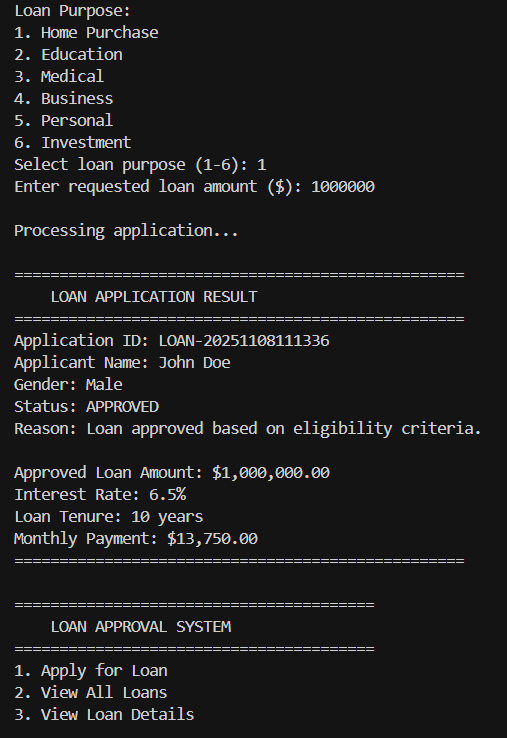 Loan Purpose:
1. Home Purchase
2. Education
3. Medical
4. Business
5. Personal
6. Investment
Select loan purpose (1-6): 1
Enter requested loan amount ($): 1000000
Processing application...
==================================================
LOAN APPLICATION RESULT
==================================================
Application ID: LOAN-20251108111336
Applicant Name: John Doe
Gender: Male
Status: APPROVED
Reason: Loan approved based on eligibility criteria.
Approved Loan Amount: $1,000,000.00
Interest Rate: 6.5%
Loan Tenure: 10 years
Monthly Payment: $13,750.00
==================================================
========================================
LOAN APPROVAL SYSTEM
========================================
1. Apply for Loan
2. View All Loans
3. View Loan Details